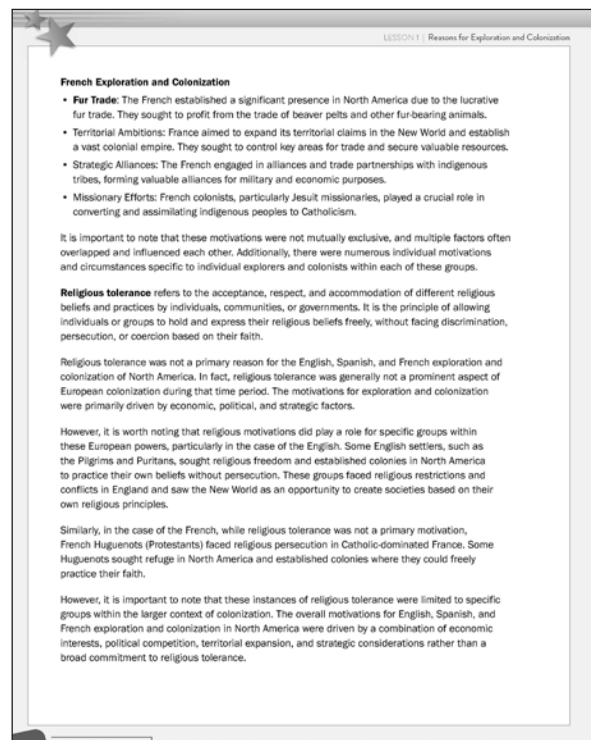 LESSON 1 | Reasons for Exploration and Colonization
French Exploration and Colonization
• Fur Trade: The French established a significant presence in North America due to the lucrative
fur trade. They sought to profit from the trade of beaver pelts and other fur-bearing animals.
• Territorial Ambitions: France aimed to expand its territorial claims in the New World and establish
a vast colonial empire. They sought to control key areas for trade and secure valuable resources.
• Strategic Alliances: The French engaged in alliances and trade partnerships with indigenous
tribes, forming valuable alliances for military and economic purposes.
• Missionary Efforts: French colonists, particularly Jesuit missionaries, played a crucial role in
converting and assimilating indigenous peoples to Catholicism.
It is important to note that these motivations were not mutually exclusive, and multiple factors often
overlapped and influenced each other. Additionally, there were numerous individual motivations
and circumstances specific to individual explorers and colonists within each of these groups.
Religious tolerance refers to the acceptance, respect, and accommodation of different religious
beliefs and practices by individuals, communities, or governments. It is the principle of allowing
individuals or groups to hold and express their religious beliefs freely, without facing discrimination,
persecution, or coercion based on their faith.
Religious tolerance was not a primary reason for the English, Spanish, and French exploration and
colonization of North America. In fact, religious tolerance was generally not a prominent aspect of
European colonization during that time period. The motivations for exploration and colonization
were primarily driven by economic, political, and strategic factors.
However, it is worth noting that religious motivations did play a role for specific groups within
these European powers, particularly in the case of the English. Some English settlers, such as
the Pilgrims and Puritans, sought religious freedom and established colonies in North America
to practice their own beliefs without persecution. These groups faced religious restrictions and
conflicts in England and saw the New World as an opportunity to create societies based on their
own religious principles.
Similarly, in the case of the French, while religious tolerance was not a primary motivation,
French Huguenots (Protestants) faced religious persecution in Catholic-dominated France. Some
Huguenots sought refuge in North America and established colonies where they could freely
practice their faith.
However, it is important to note that these instances of religious tolerance were limited to specific
groups within the larger context of colonization. The overall motivations for English, Spanish, and
French exploration and colonization in North America were driven by a combination of economic
interests, political competition, territorial expansion, and strategic considerations rather than a
broad commitment to religious tolerance.